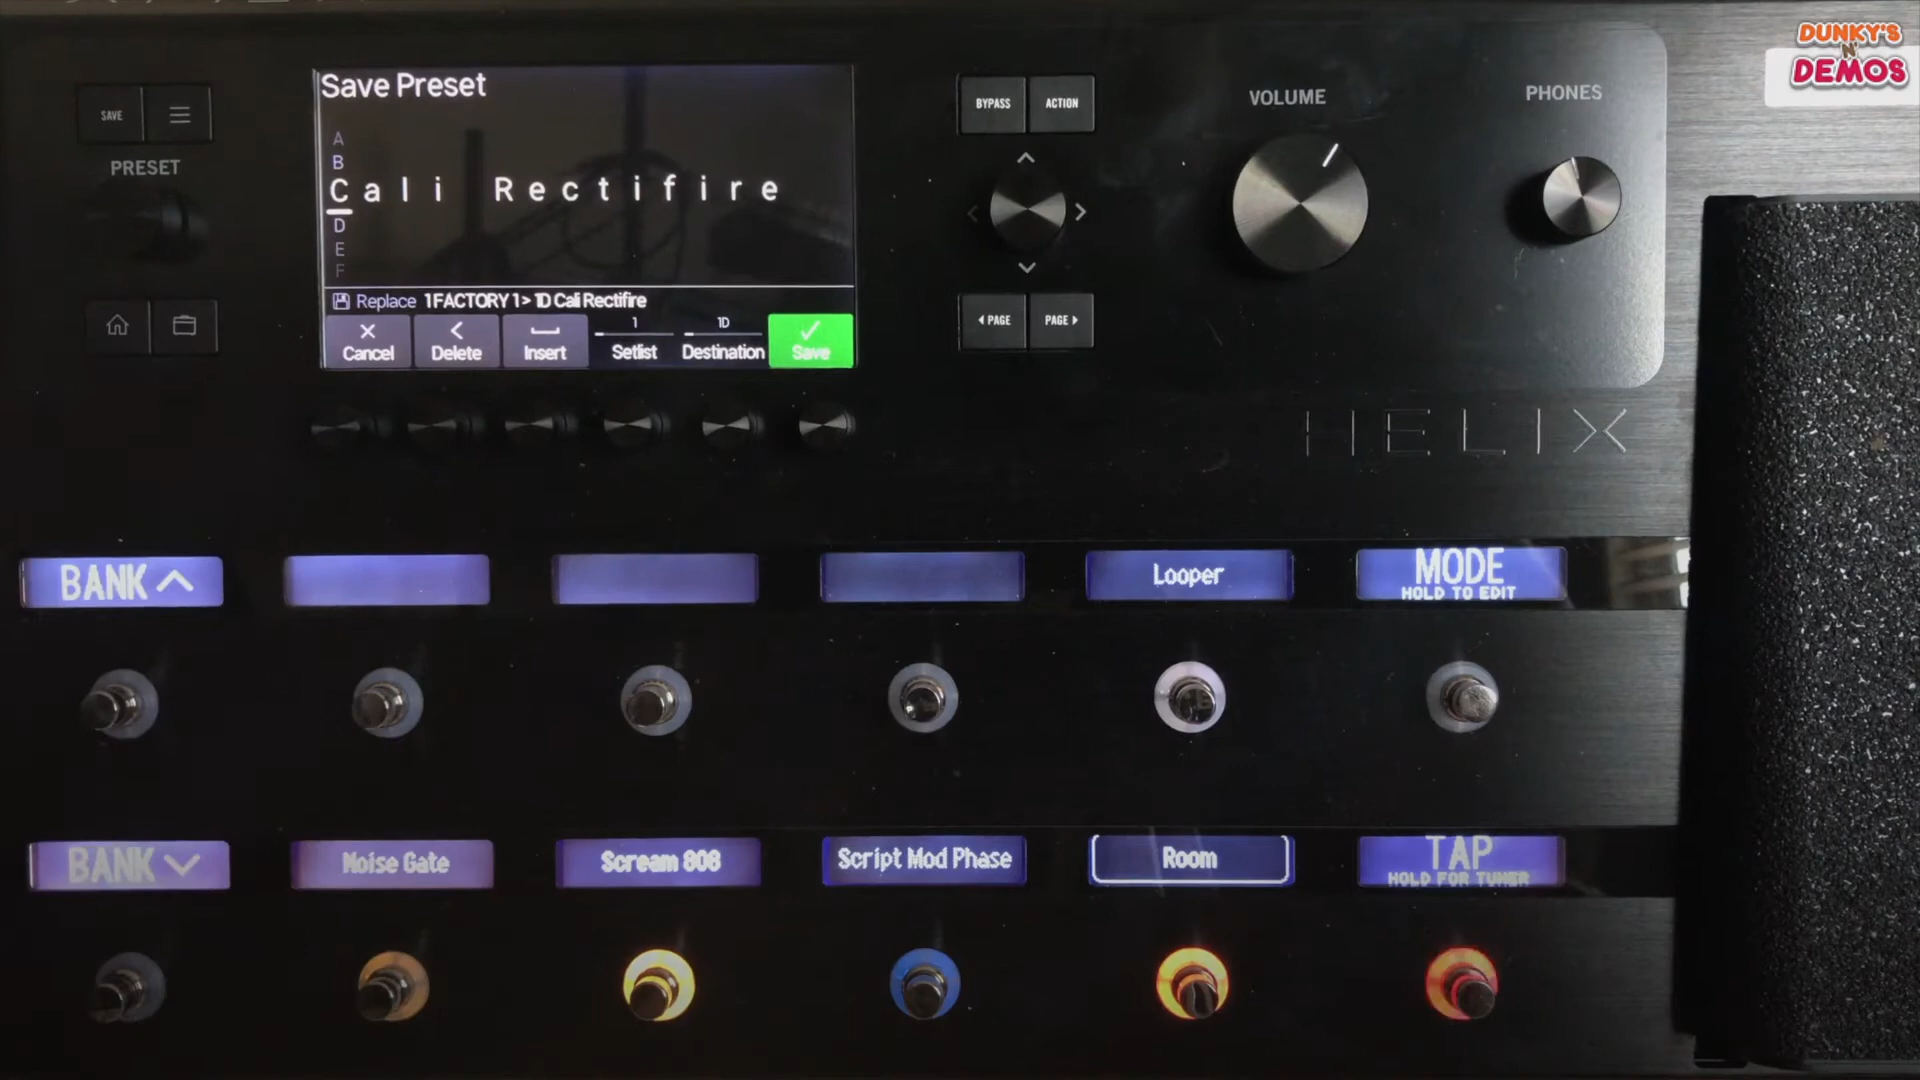 DUNKY'S
N'
DEMOS
SAVE
PRESET
Save Preset
A
B
Cali Rectifire
D
E
F
Replace 1 FACTORY 1 > 1D Cali Rectifire
Cancel
Delete
Insert
1
Setlist
1D
Destination
Save
BYPASS
ACTION
PAGE
PAGE
VOLUME
PHONES
HELIX
BANK
Looper
MODE
HOLD TO EDIT
BANK
Noise Gate
Scream 808
Script Mod Phase
Room
TAP
HOLD FOR TUNER